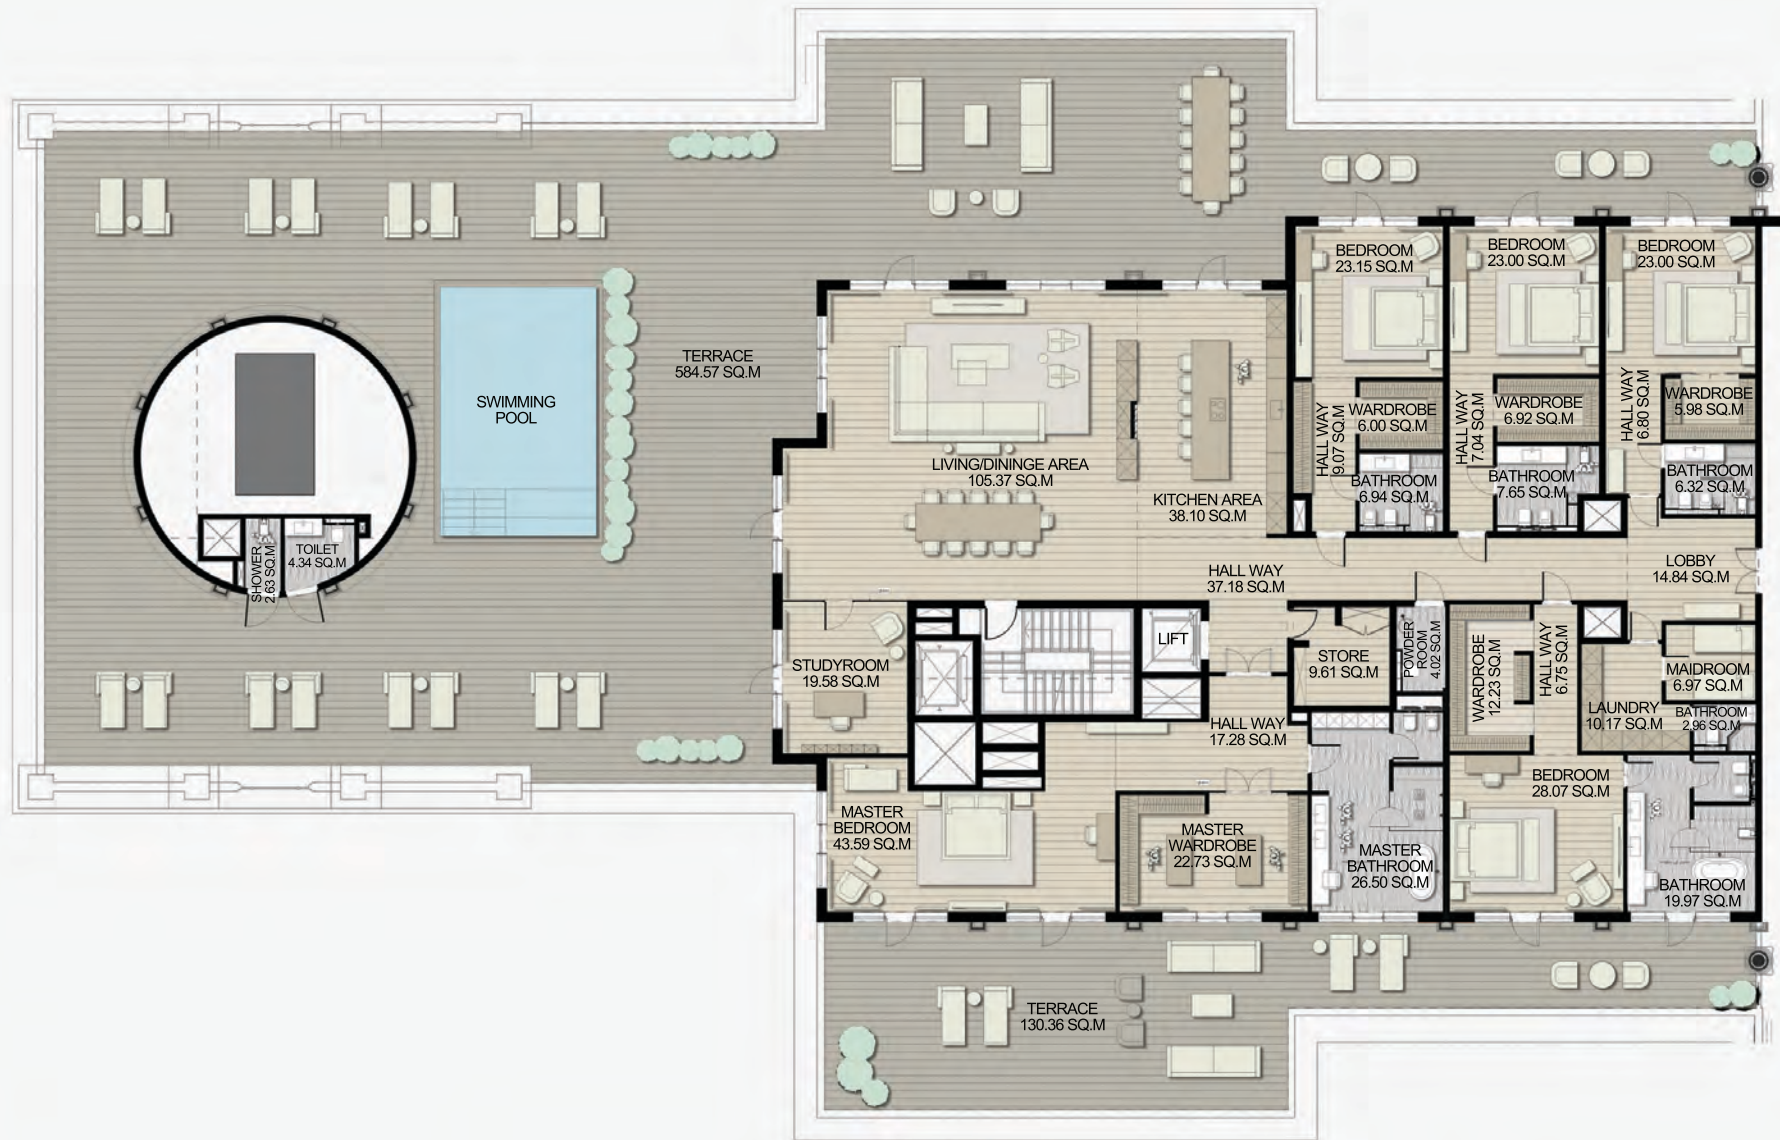 BEDROOM
23.15 SQ.M
BEDROOM
23.00 SQ.M
BEDROOM
23.00 SQ.M
TERRACE
584.57 SQ.M
SWIMMING
POOL
HALL WAY
9.07 SQ.M
WARDROBE
6.00 SQ.M
HALL WAY
7.04 SQ.M
WARDROBE
6.92 SQ.M
HALL WAY
6.80 SQ.M
WARDROBE
5.98 SQ.M
LIVING/DININGE AREA
105.37 SQ.M
KITCHEN AREA
38.10 SQ.M
BATHROOM
6.94 SQ.M
BATHROOM
7.65 SQ.M
BATHROOM
6.32 SQ.M
SHOWER
2.63 SQ.M
TOILET
4.34 SQ.M
HALL WAY
37.18 SQ.M
LOBBY
14.84 SQ.M
LIFT
STUDYROOM
19.58 SQ.M
STORE
9.61 SQ.M
POWDER
ROOM
4.02 SQ.M
WARDROBE
12.23 SQ.M
HALL WAY
6.75 SQ.M
MAIDROOM
6.97 SQ.M
LAUNDRY
10.17 SQ.M
BATHROOM
2.96 SQ.M
HALL WAY
17.28 SQ.M
BEDROOM
28.07 SQ.M
MASTER
BEDROOM
43.59 SQ.M
MASTER
WARDROBE
22.73 SQ.M
MASTER
BATHROOM
26.50 SQ.M
BATHROOM
19.97 SQ.M
TERRACE
130.36 SQ.M